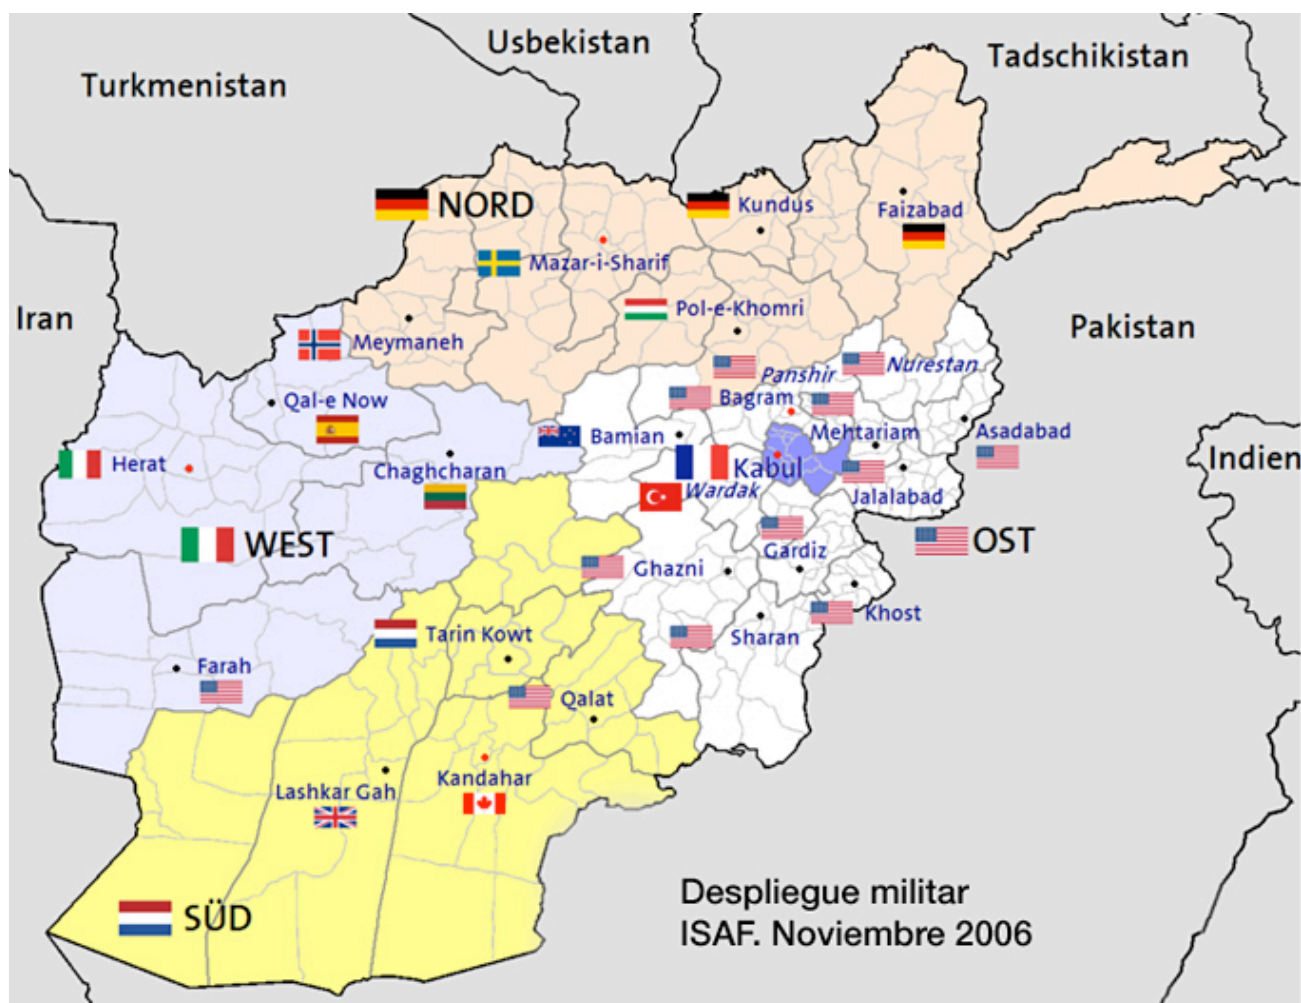 Usbekistan
Tadschikistan
Turkmenistan
NORD
Kundus
Faizabad
Mazar-i-Sharif
Iran
Pol-e-Khomri
Pakistan
Meymaneh
Panshir
Nurestan
Qal-e Now
Bagram
Bamian
Mehtariam
Asadabad
Herat
Chaghcharan
Kabul
Indien
Wardak
Jalalabad
WEST
Gardiz
OST
Ghazni
Khost
Tarin Kowt
Sharan
Farah
Qalat
Kandahar
Lashkar Gah
SÜD
Despliegue militar
ISAF. Noviembre 2006